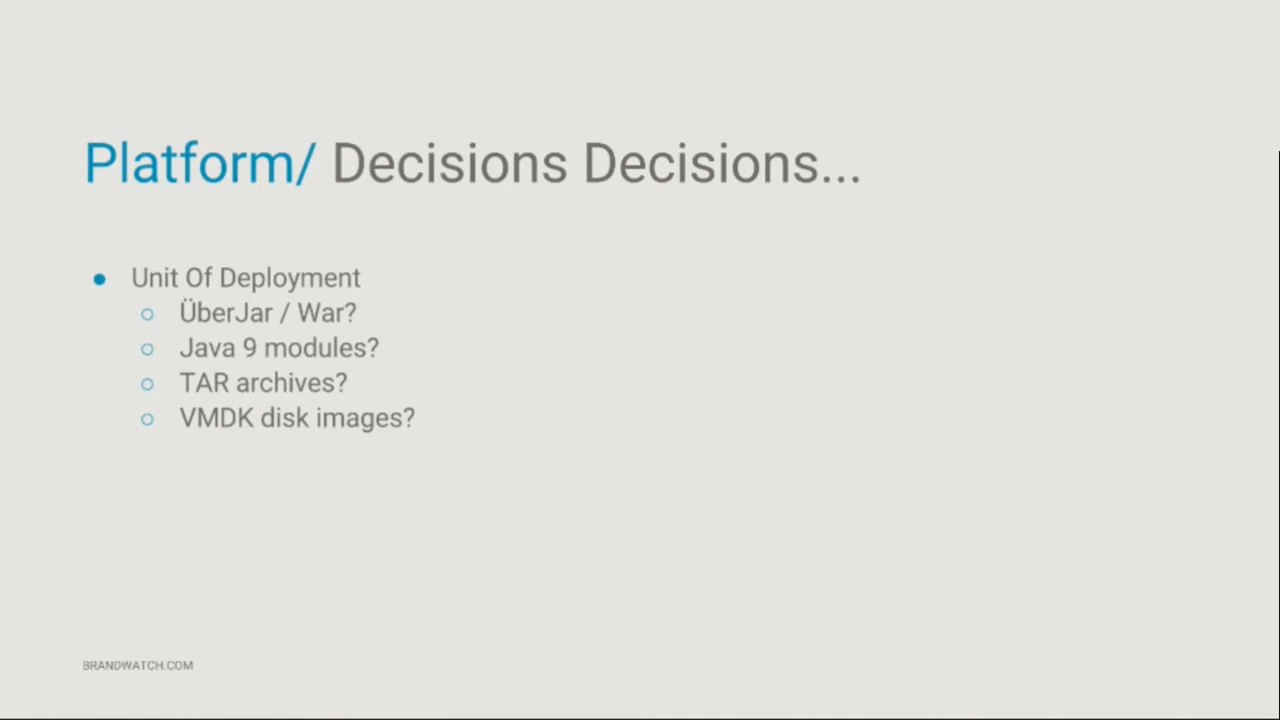 Platform/ Decisions Decisions...
● Unit Of Deployment
○ ÜberJar / War?
○ Java 9 modules?
○ TAR archives?
○ VMDK disk images?
BRANDWATCH.COM